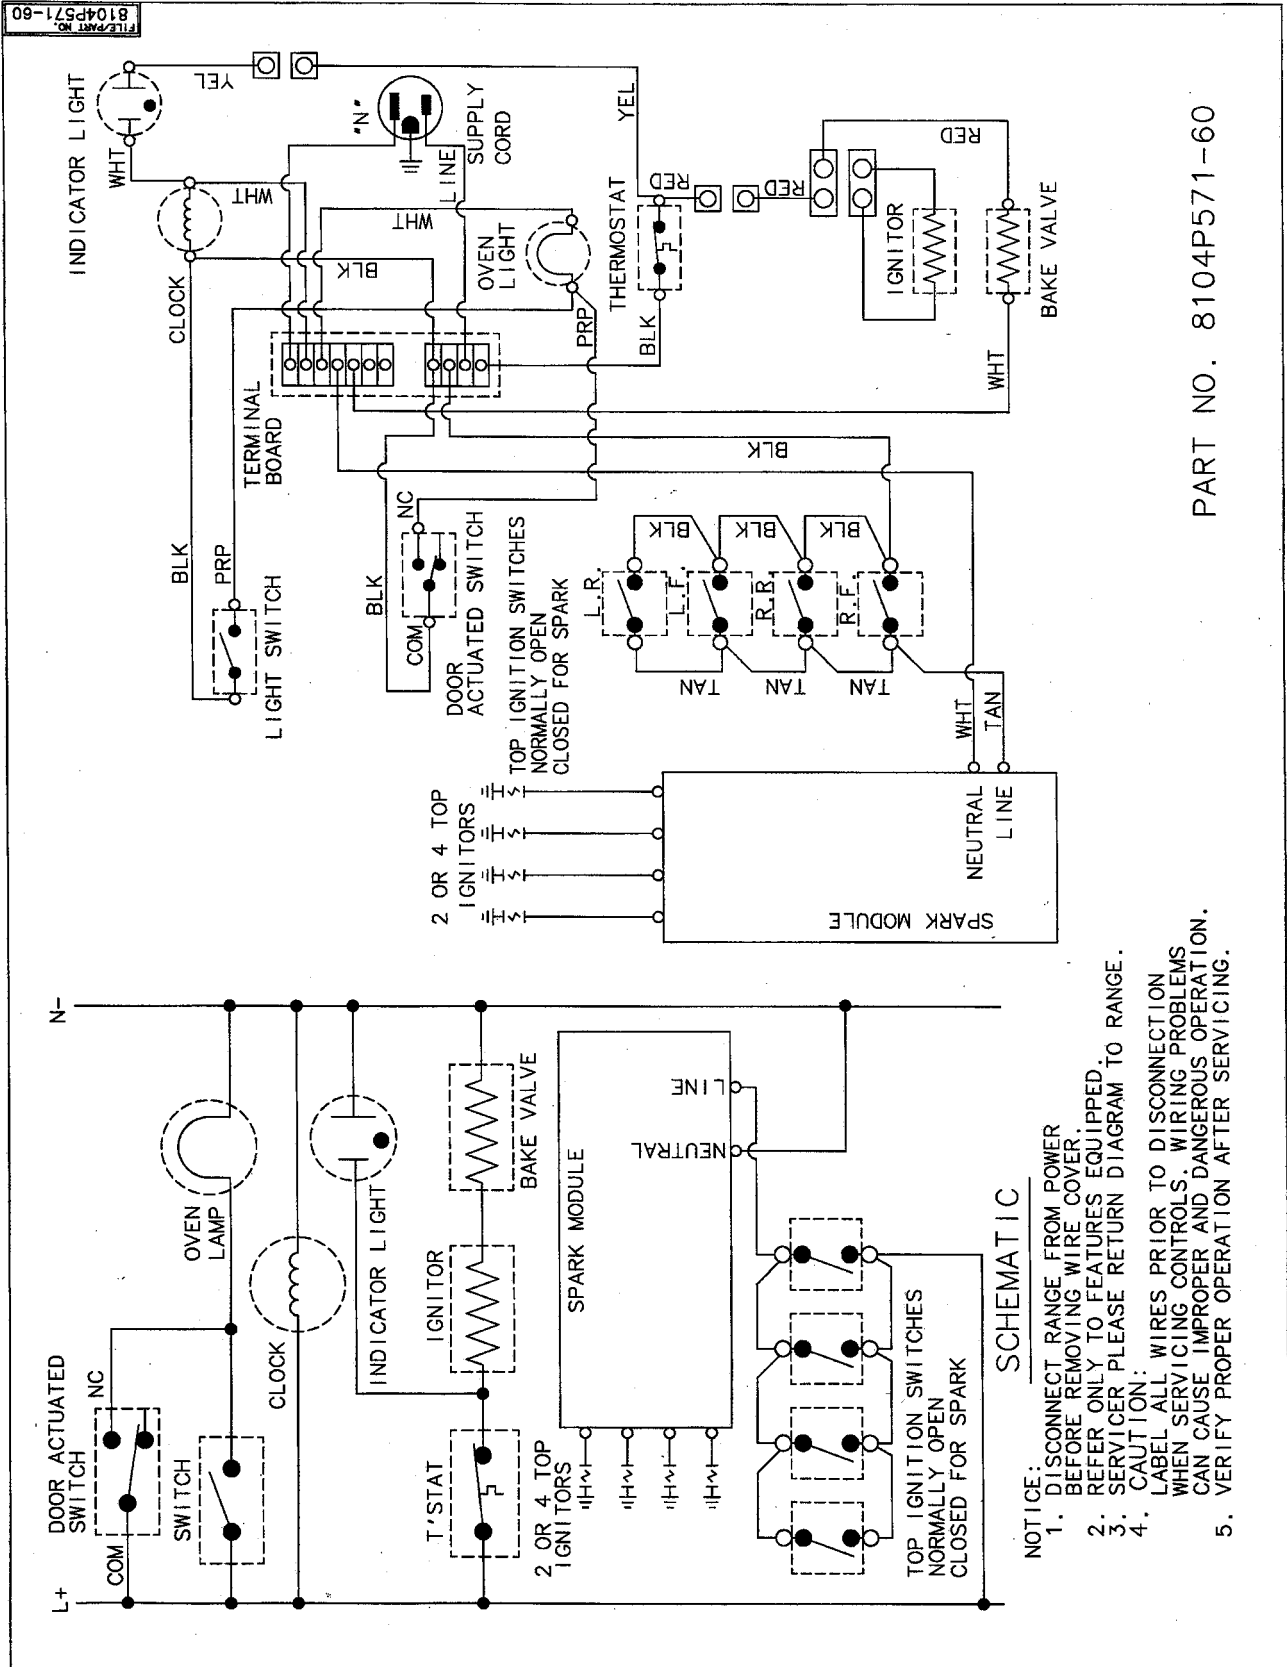 FILE/PART NO.
8104P571-60
INDICATOR LIGHT
YEL
WHT
"N"
SUPPLY
CORD
LINE
WHT
CLOCK
BLK
WHT
OVEN
LIGHT
YEL
THERMOSTAT
RED
RED
RED
IGNITOR
BAKE VALVE
PRP
BLK
WHT
TERMINAL
BOARD
BLK
PRP
LIGHT SWITCH
BLK
NC
COM
DOOR
ACTUATED SWITCH
TOP IGNITION SWITCHES
NORMALLY OPEN
CLOSED FOR SPARK
BLK
BLK
BLK
BLK
L.R.
L.F.
R.R.
R.F.
TAN
TAN
TAN
WHT
TAN
2 OR 4 TOP
IGNITORS
NEUTRAL
LINE
SPARK MODULE
PART NO. 8104P571-60
L+
N-
DOOR ACTUATED
SWITCH
COM
NC
OVEN
LAMP
SWITCH
CLOCK
INDICATOR LIGHT
T'STAT
IGNITOR
BAKE VALVE
2 OR 4 TOP
IGNITORS
SPARK MODULE
LINE
NEUTRAL
TOP IGNITION SWITCHES
NORMALLY OPEN
CLOSED FOR SPARK
SCHEMATIC
NOTICE:
1. DISCONNECT RANGE FROM POWER
BEFORE REMOVING WIRE COVER.
2. REFER ONLY TO FEATURES EQUIPPED.
3. SERVICER PLEASE RETURN DIAGRAM TO RANGE.
4. CAUTION:
LABEL ALL WIRES PRIOR TO DISCONNECTION
WHEN SERVICING CONTROLS. WIRING PROBLEMS
CAN CAUSE IMPROPER AND DANGEROUS OPERATION.
5. VERIFY PROPER OPERATION AFTER SERVICING.